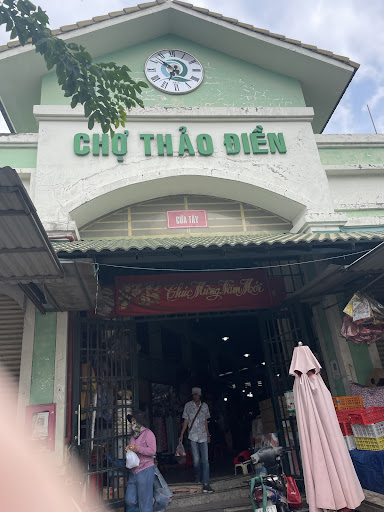 CHỢ THẢO ĐIỀN
CỬA TÂY
Chúc Mừng Năm Mới